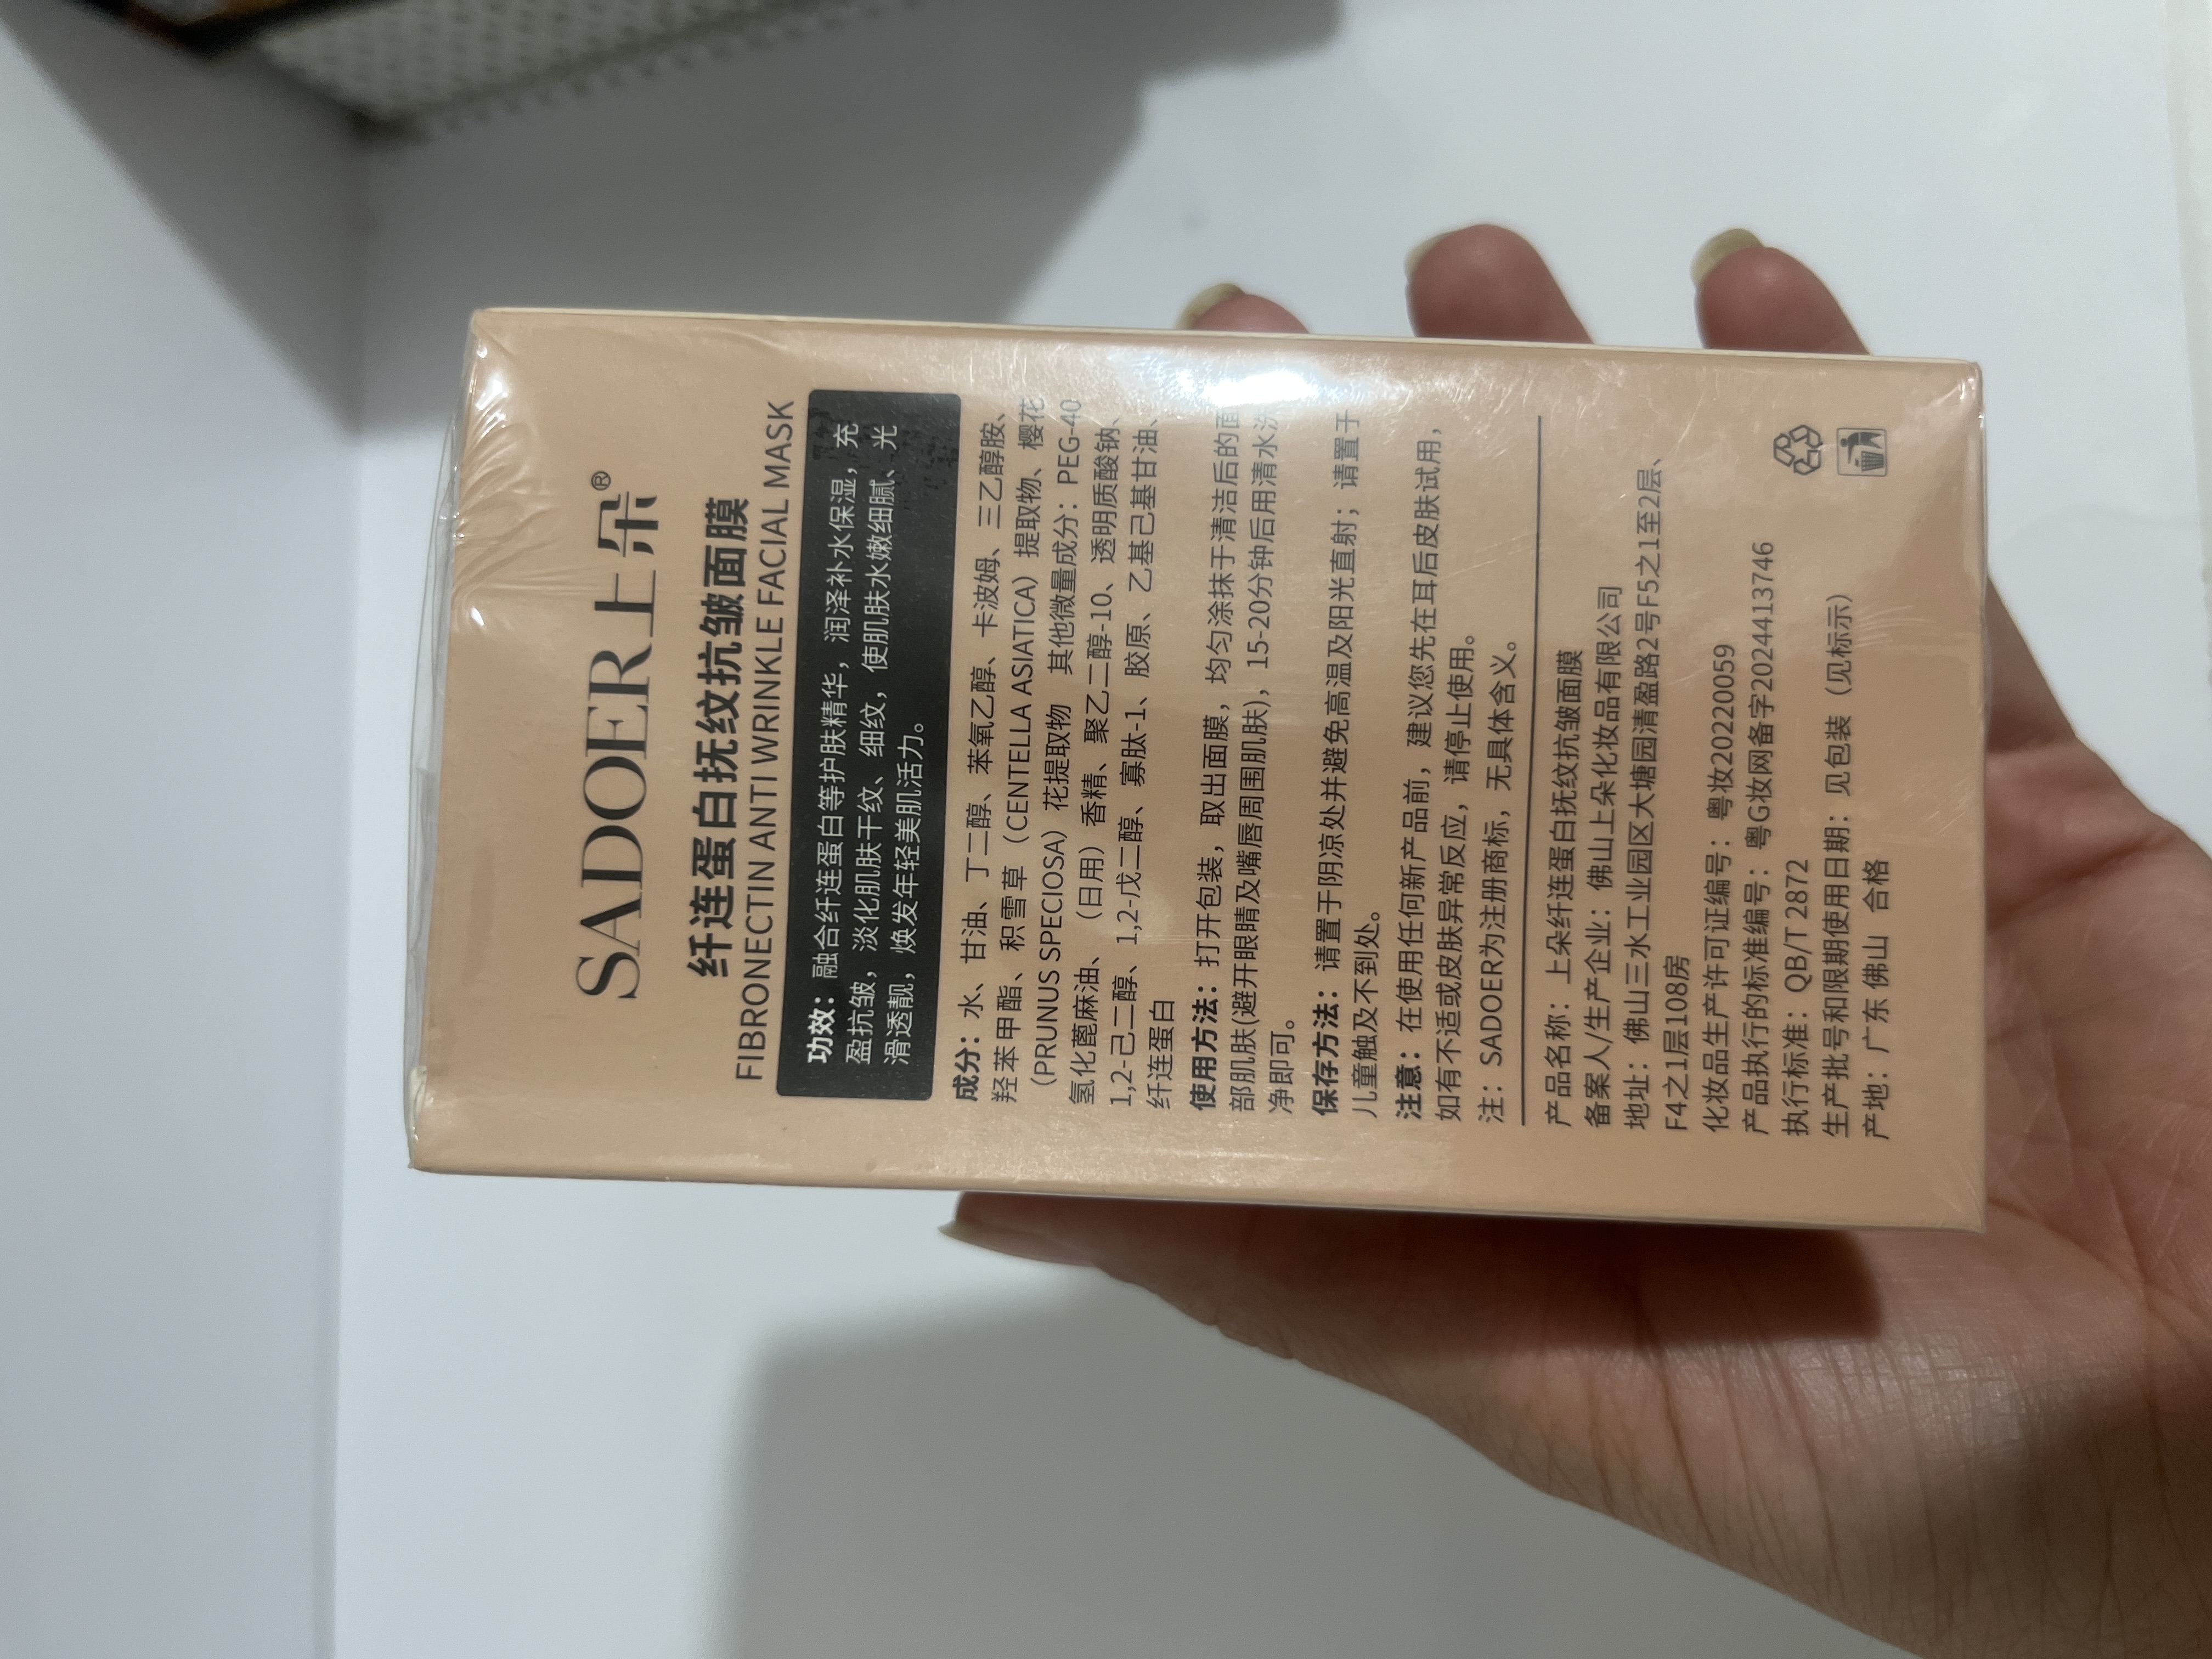 SADOER上朵®
纤连蛋白抚纹抗皱面膜
FIBRONECTIN ANTI WRINKLE FACIAL MASK
功效：融合纤连蛋白等护肤精华，润泽补水保湿，充
盈抗皱，淡化肌肤干纹、细纹，使肌肤水嫩细腻、光
滑透靓，焕发年轻美肌活力。
成分：水、甘油、丁二醇、苯氧乙醇、卡波姆、三乙醇胺、
羟苯甲酯、积雪草（CENTELLA ASIATICA）提取物、樱花
（PRUNUS SPECIOSA）花提取物 其他微量成分：PEG-40
氢化蓖麻油、（日用）香精、聚乙二醇-10、透明质酸钠、
1,2-己二醇、1,2-戊二醇、寡肽-1、胶原、乙基己基甘油、
纤连蛋白
使用方法：打开包装，取出面膜，均匀涂抹于清洁后的面
部肌肤(避开眼睛及嘴唇周围肌肤)，15-20分钟后用清水洗
净即可。
保存方法：请置于阴凉处并避免高温及阳光直射；请置于
儿童触及不到处。
注意：在使用任何新产品前，建议您先在耳后皮肤试用，
如有不适或皮肤异常反应，请停止使用。
注：SADOER为注册商标，无具体含义。
产品名称：上朵纤连蛋白抚纹抗皱面膜
备案人/生产企业：佛山上朵化妆品有限公司
地址：佛山三水工业园区大塘园清盈路2号F5之1至2层、
F4之1层108房
化妆品生产许可证编号：粤妆20220059
产品执行的标准编号：粤G妆网备字2024413746
执行标准：QB/T 2872
生产批号和限期使用日期：见包装（见标示）
产地：广东 佛山 合格